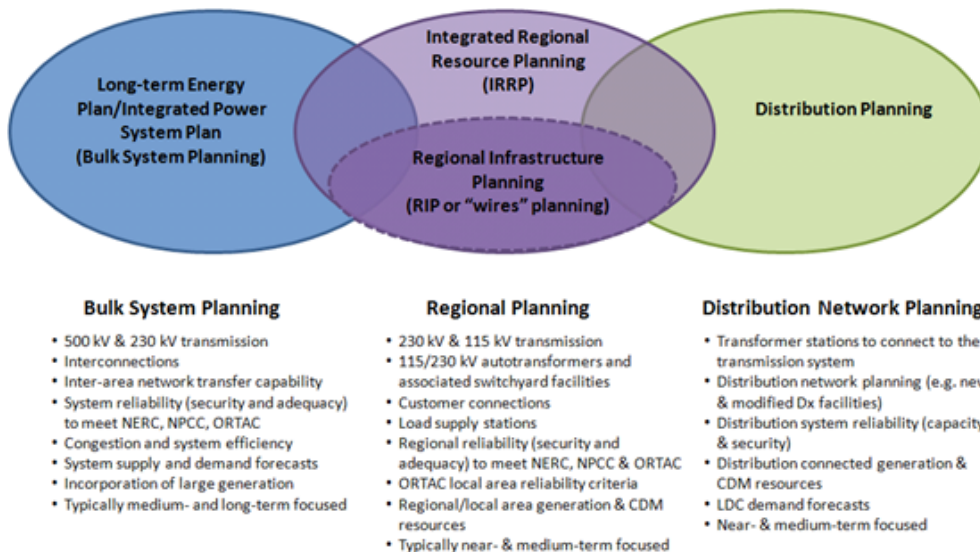 Long-term Energy
Plan/Integrated Power
System Plan
(Bulk System Planning)
Integrated Regional
Resource Planning
(IRRP)
Regional Infrastructure
Planning
(RIP or “wires” planning)
Distribution Planning
Bulk System Planning
• 500 kV & 230 kV transmission
• Interconnections
• Inter-area network transfer capability
• System reliability (security and adequacy)
to meet NERC, NPCC, ORTAC
• Congestion and system efficiency
• System supply and demand forecasts
• Incorporation of large generation
• Typically medium- and long-term focused
Regional Planning
• 230 kV & 115 kV transmission
• 115/230 kV autotransformers and
associated switchyard facilities
• Customer connections
• Load supply stations
• Regional reliability (security and
adequacy) to meet NERC, NPCC & ORTAC
• ORTAC local area reliability criteria
• Regional/local area generation & CDM
resources
• Typically near- & medium-term focused
Distribution Network Planning
• Transformer stations to connect to the
transmission system
• Distribution network planning (e.g. new
& modified Dx facilities)
• Distribution system reliability (capacity
& security)
• Distribution connected generation &
CDM resources
• LDC demand forecasts
• Near- & medium-term focused